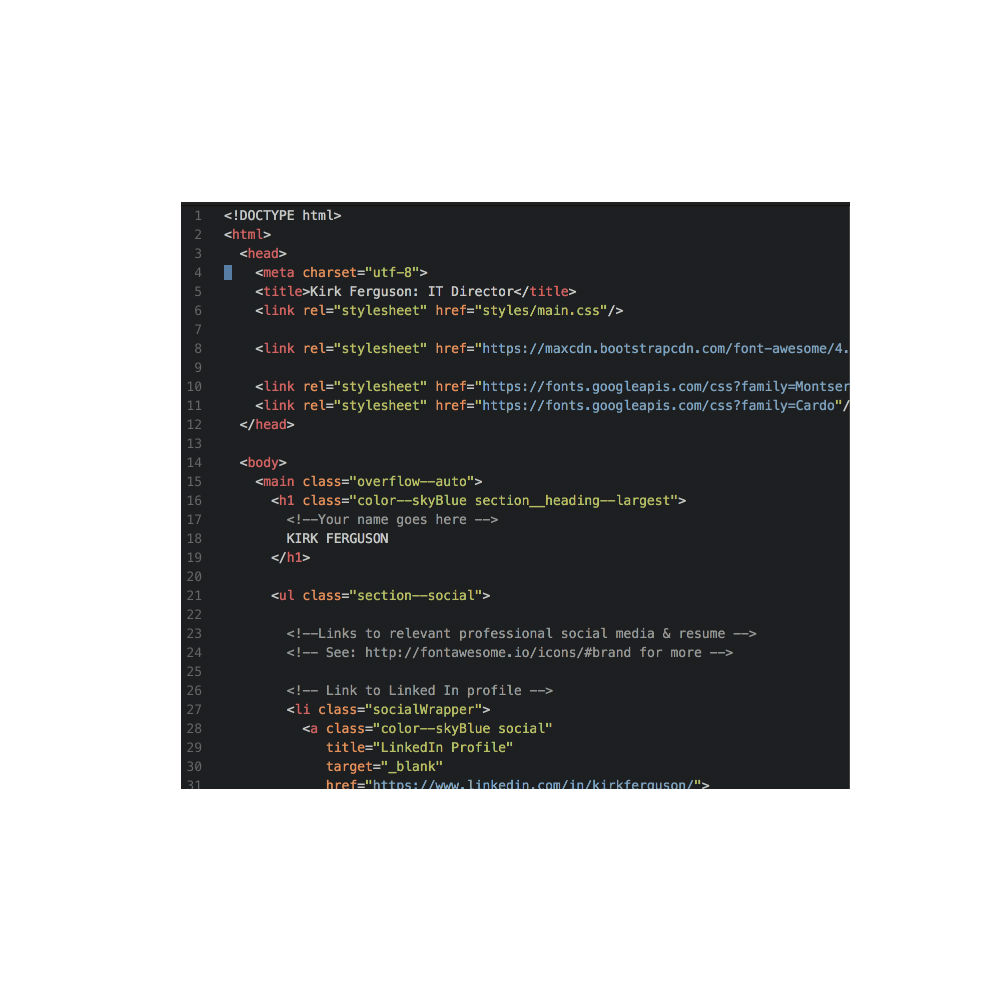 1 <!DOCTYPE html>
2 <html>
3   <head>
4     <meta charset="utf-8">
5     <title>Kirk Ferguson: IT Director</title>
6     <link rel="stylesheet" href="styles/main.css"/>
7
8     <link rel="stylesheet" href="https://maxcdn.bootstrapcdn.com/font-awesome/4.
9
10     <link rel="stylesheet" href="https://fonts.googleapis.com/css?family=Montser
11     <link rel="stylesheet" href="https://fonts.googleapis.com/css?family=Cardo"/
12   </head>
13
14   <body>
15     <main class="overflow--auto">
16       <h1 class="color--skyBlue section__heading--largest">
17         <!--Your name goes here -->
18         KIRK FERGUSON
19       </h1>
20
21       <ul class="section--social">
22
23         <!--Links to relevant professional social media & resume -->
24         <!-- See: http://fontawesome.io/icons/#brand for more -->
25
26         <!-- Link to Linked In profile -->
27         <li class="socialWrapper">
28           <a class="color--skyBlue social"
29              title="LinkedIn Profile"
30              target="_blank"
31              href="https://www.linkedin.com/in/kirkferguson/">